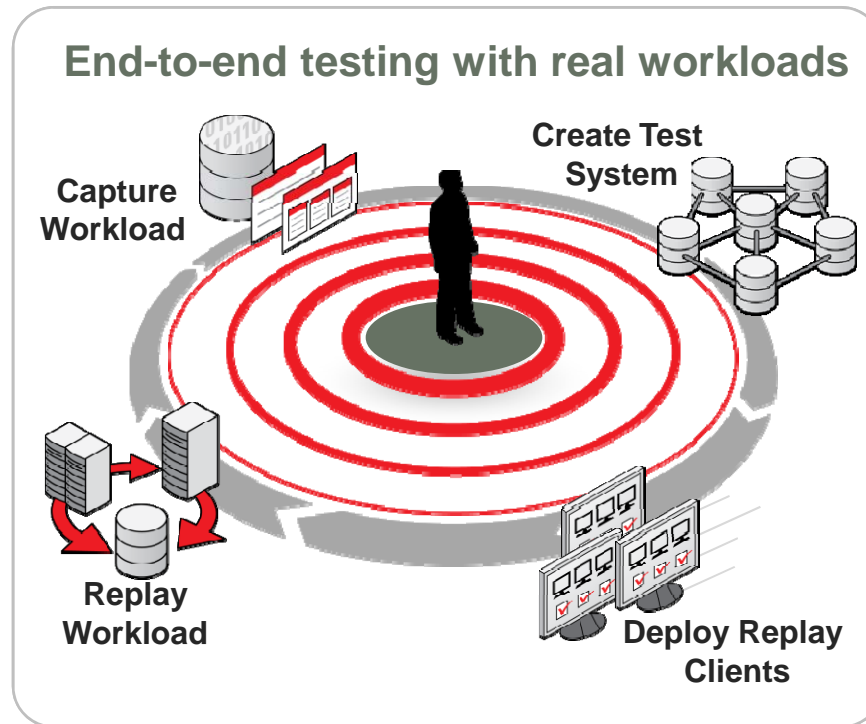 End-to-end testing with real workloads
Capture
Workload
Create Test
System
Replay
Workload
Deploy Replay
Clients